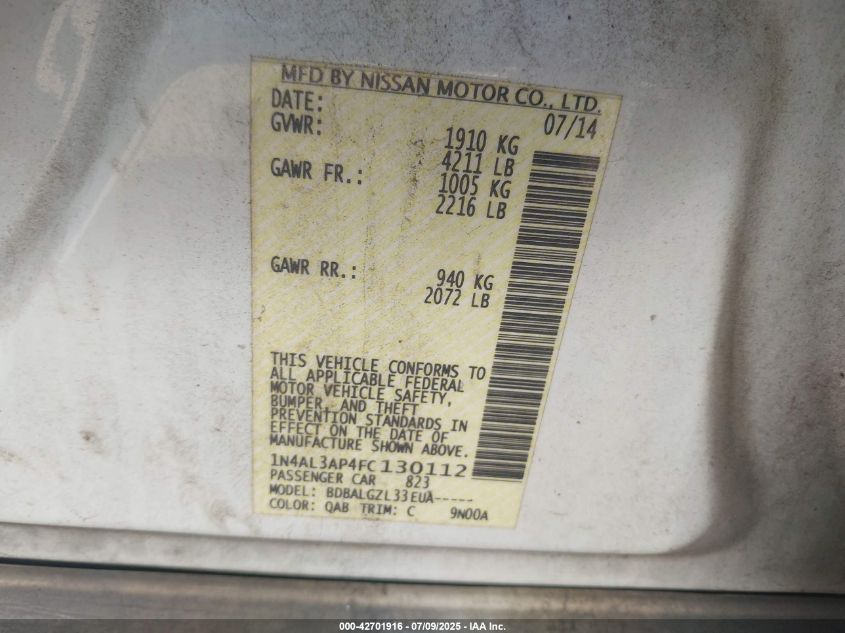 MFD BY NISSAN MOTOR CO., LTD.
DATE: 07/14
GVWR: 1910 KG
4211 LB
GAWR FR.: 1005 KG
2216 LB
GAWR RR.: 940 KG
2072 LB
THIS VEHICLE CONFORMS TO
ALL APPLICABLE FEDERAL
MOTOR VEHICLE SAFETY,
BUMPER, AND THEFT
PREVENTION STANDARDS IN
EFFECT ON THE DATE OF
MANUFACTURE SHOWN ABOVE.
1N4AL3AP4FC130112
PASSENGER CAR 823
MODEL: BDBALGZL33EUA-----
COLOR: QAB TRIM: C 9N00A
000-42701916 - 07/09/2025 - IAA Inc.